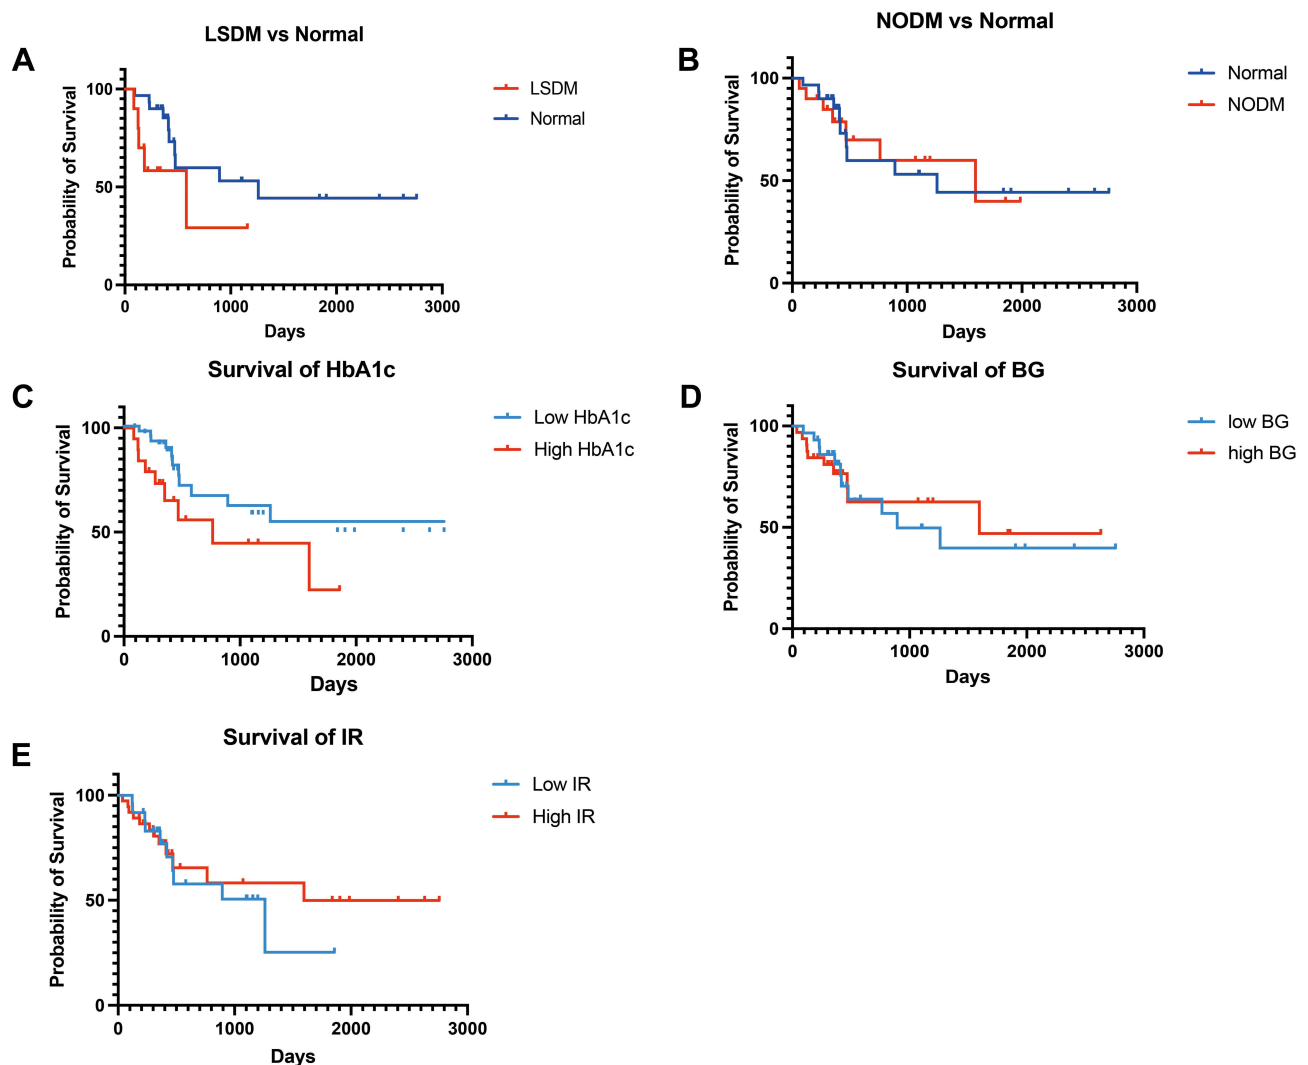 A
LSDM vs Normal
Probability of Survival
100
50
0
0 1000 2000 3000
Days
LSDM
Normal
B
NODM vs Normal
Probability of Survival
100
50
0
0 1000 2000 3000
Days
Normal
NODM
C
Survival of HbA1c
Probability of Survival
100
50
0
0 1000 2000 3000
Days
Low HbA1c
High HbA1c
D
Survival of BG
Probability of Survival
100
50
0
0 1000 2000 3000
Days
low BG
high BG
E
Survival of IR
Probability of Survival
100
50
0
0 1000 2000 3000
Days
Low IR
High IR